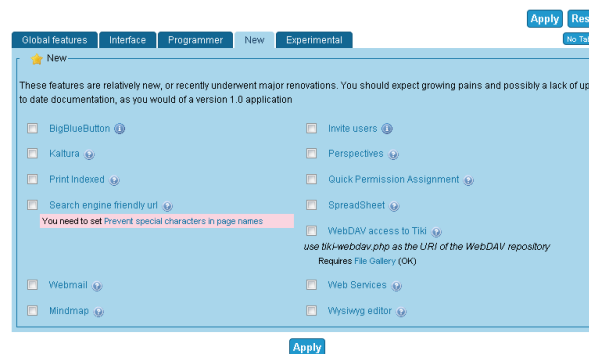 Apply Res
Global features Interface Programmer New Experimental No Tab
New
These features are relatively new, or recently underwent major renovations. You should expect growing pains and possibly a lack of up
to date documentation, as you would of a version 1.0 application
BigBlueButton Invite users
Kaltura Perspectives
Print Indexed Quick Permission Assignment
Search engine friendly url SpreadSheet
You need to set Prevent special characters in page names
WebDAV access to Tiki
use tiki-webdav.php as the URI of the WebDAV repository
Requires File Gallery (OK)
Webmail Web Services
Mindmap Wysiwyg editor
Apply